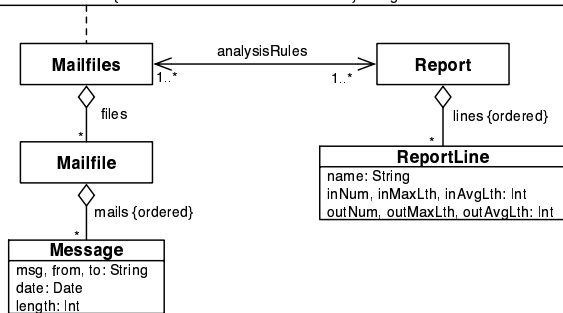 analysisRules
Mailfiles
Report
1..*
1..*
files
lines {ordered}
*
*
Mailfile
ReportLine
name: String
inNum, inMaxLth, inAvgLth: Int
outNum, outMaxLth, outAvgLth: Int
mails {ordered}
*
Message
msg, from, to: String
date: Date
length: Int